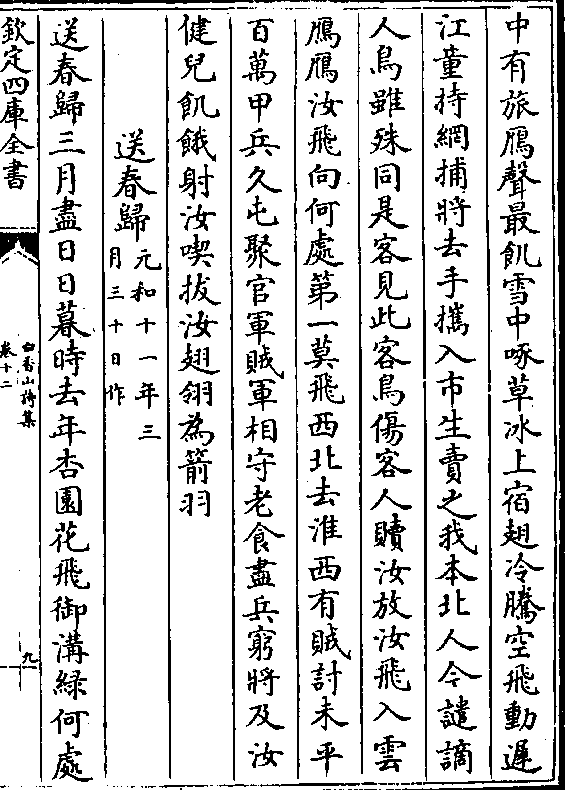 中有旅鴈聲最飢雪中啄草冰上宿翅冷騰空飛動遲
江童持網捕將去手攜入市生賣之我本北人今譴謫
人鳥雖殊同是客見此客鳥傷客人贖汝放汝飛入雲
鴈鴈汝飛向何處第一莫飛西北去淮西有賊討未平
百萬甲兵久屯聚官軍賊軍相守老食盡兵窮將及汝
健兒飢餓射汝喫拔汝翅翎為箭羽
送春歸元和十一年三
月三十日作
送春歸三月盡日日暮時去年杏園花飛御溝綠何處
欽定四庫全書
白香山詩集
卷十二
九